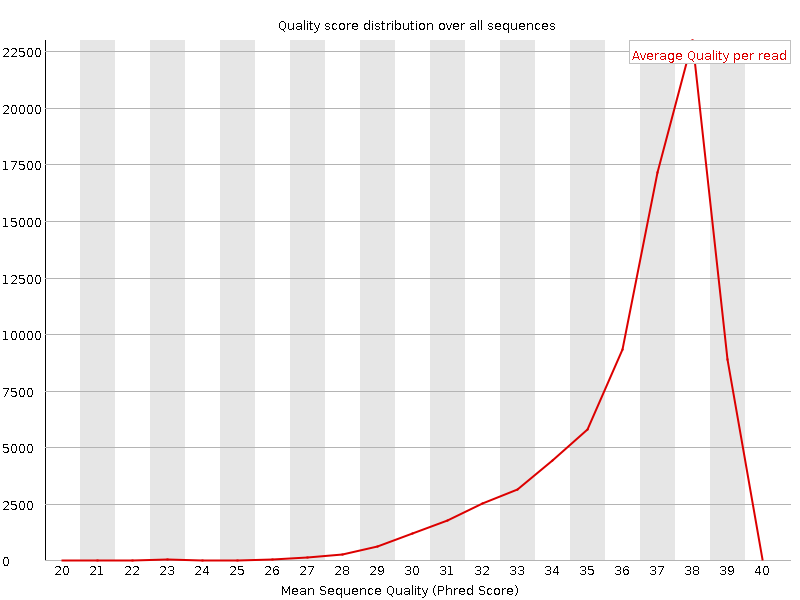 Quality score distribution over all sequences
Average Quality per read
22500
20000
17500
15000
12500
10000
7500
5000
2500
0
20 21 22 23 24 25 26 27 28 29 30 31 32 33 34 35 36 37 38 39 40
Mean Sequence Quality (Phred Score)